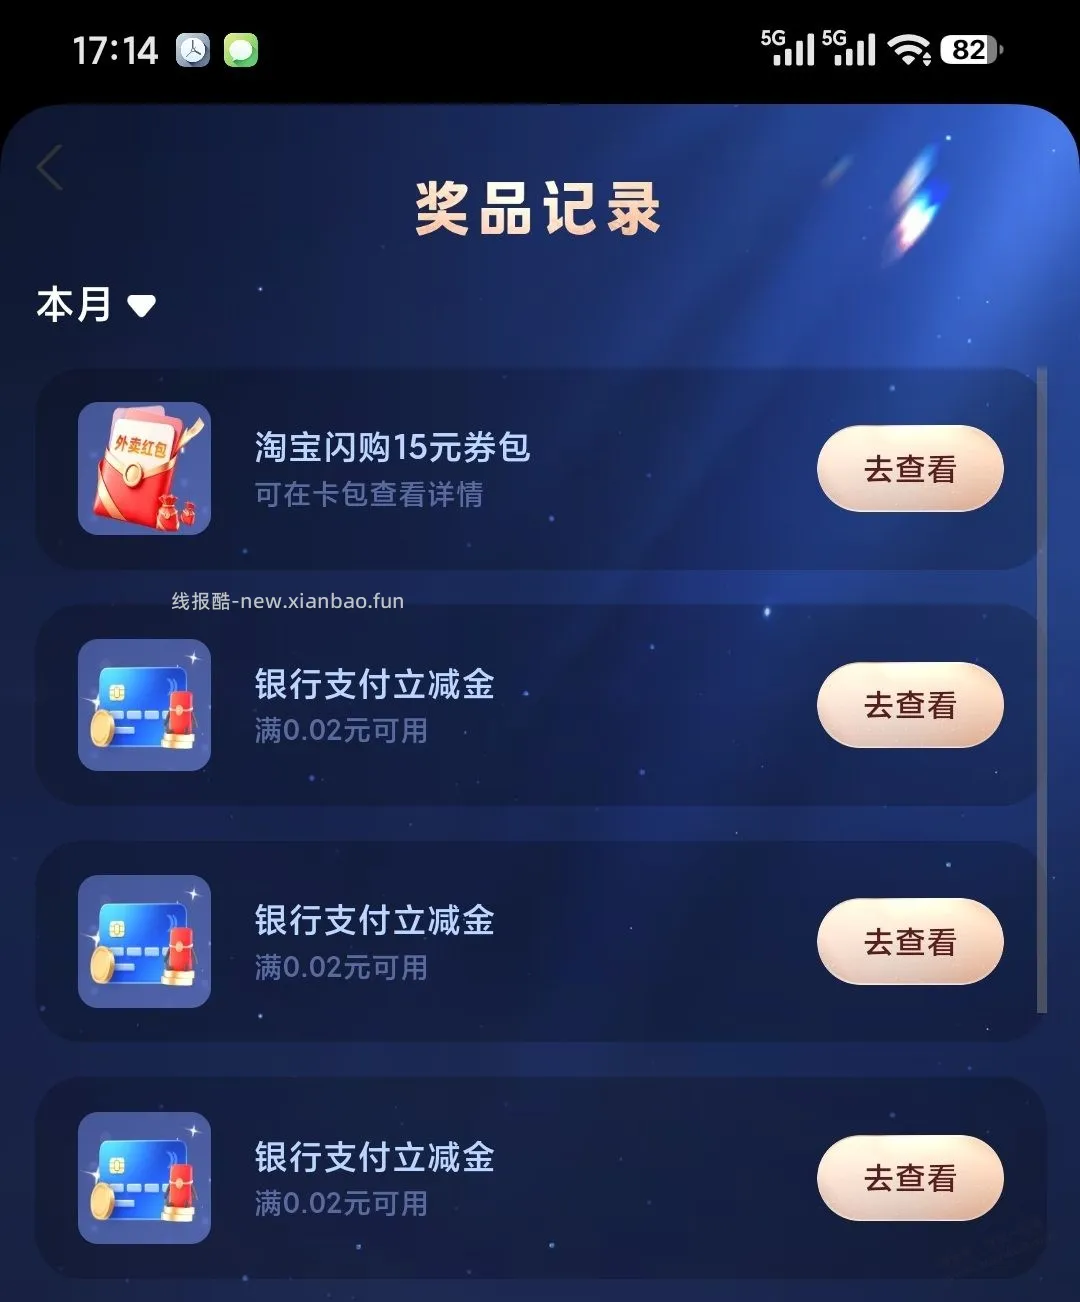 17:14
5G 5G 82
奖品记录
本月
外卖红包
淘宝闪购15元券包
可在卡包查看详情
去查看
线报酷-new.xianbao.fun
银行支付立减金
满0.02元可用
去查看
银行支付立减金
满0.02元可用
去查看
银行支付立减金
满0.02元可用
去查看